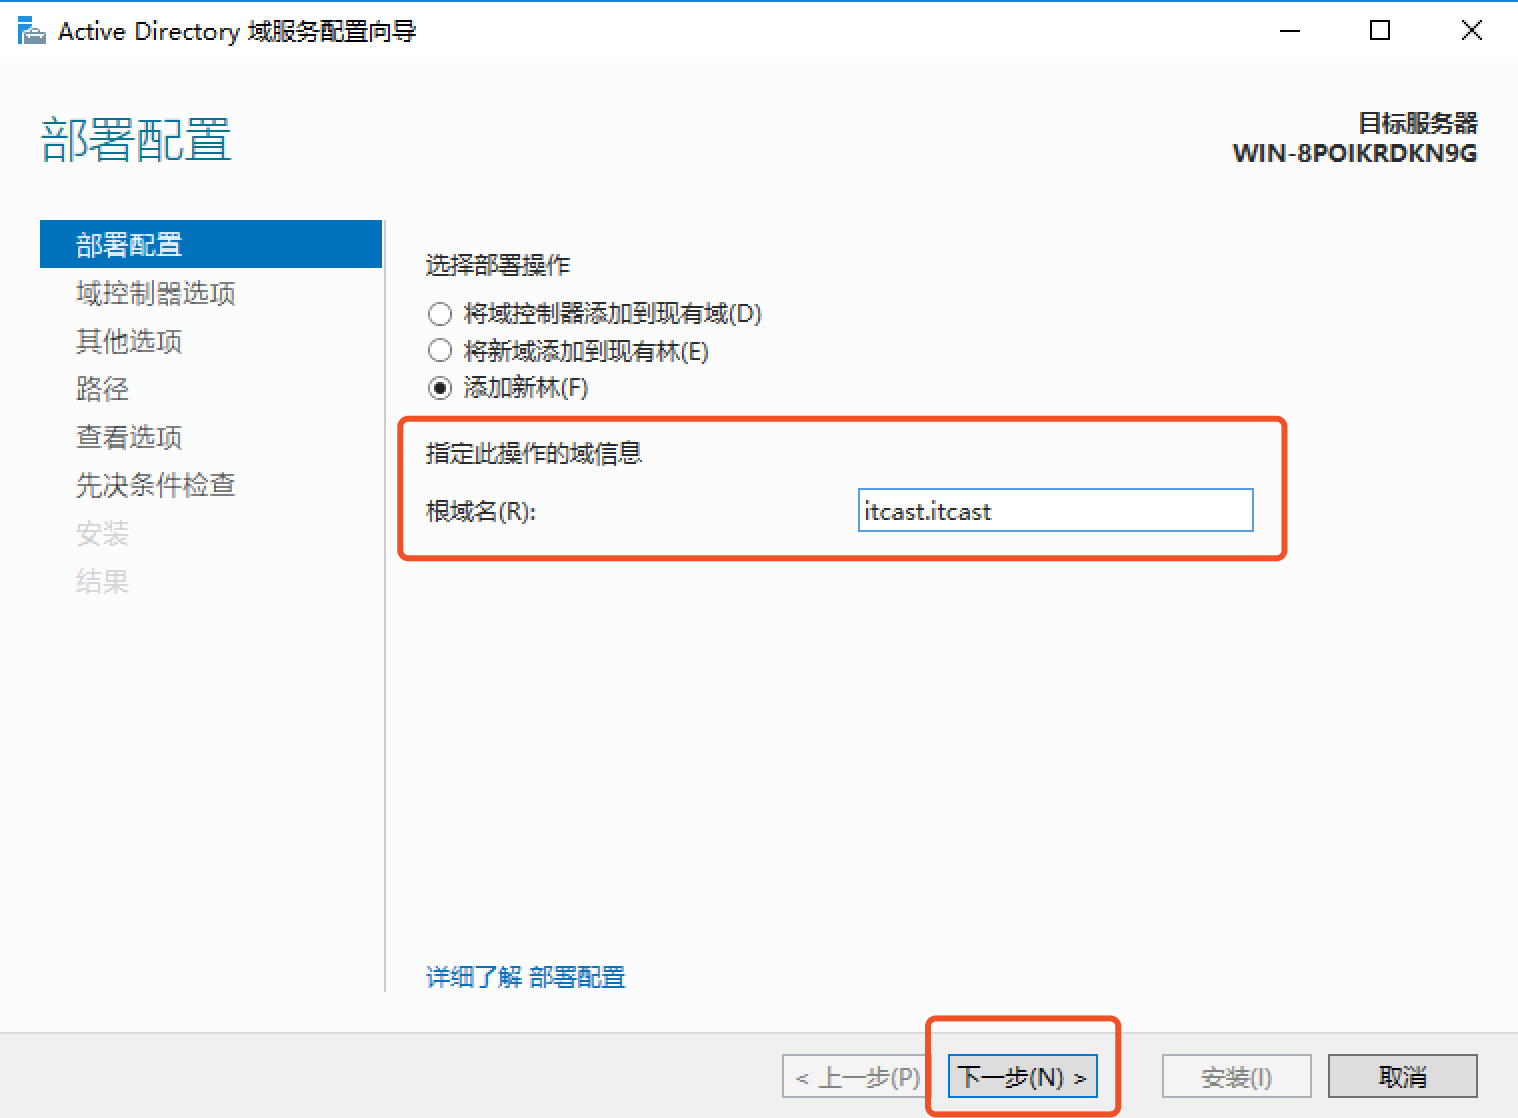 Active Directory 域服务配置向导
部署配置
目标服务器
WIN-8POIKRDKN9G
部署配置
域控制器选项
其他选项
路径
查看选项
先决条件检查
安装
结果
选择部署操作
将域控制器添加到现有域(D)
将新域添加到现有林(E)
添加新林(F)
指定此操作的域信息
根域名(R):
itcast.itcast
详细了解 部署配置
< 上一步(P)
下一步(N) >
安装(I)
取消